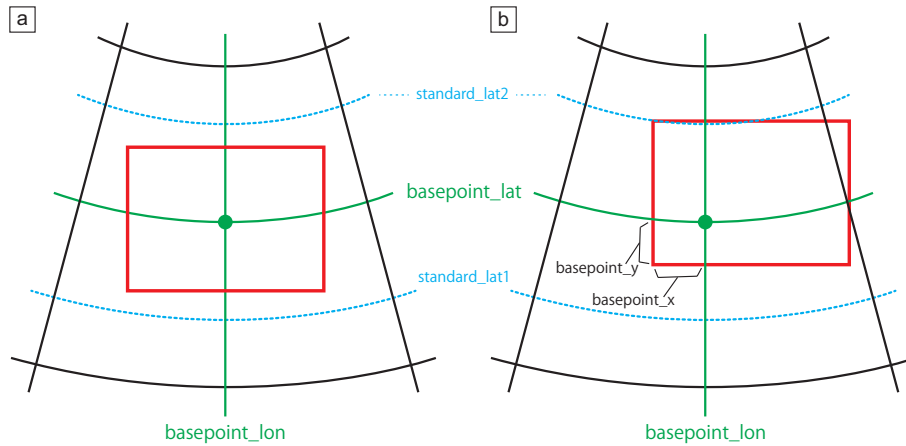 a
b
standard_lat2
basepoint_lat
standard_lat1
basepoint_y
basepoint_x
basepoint_lon
basepoint_lon